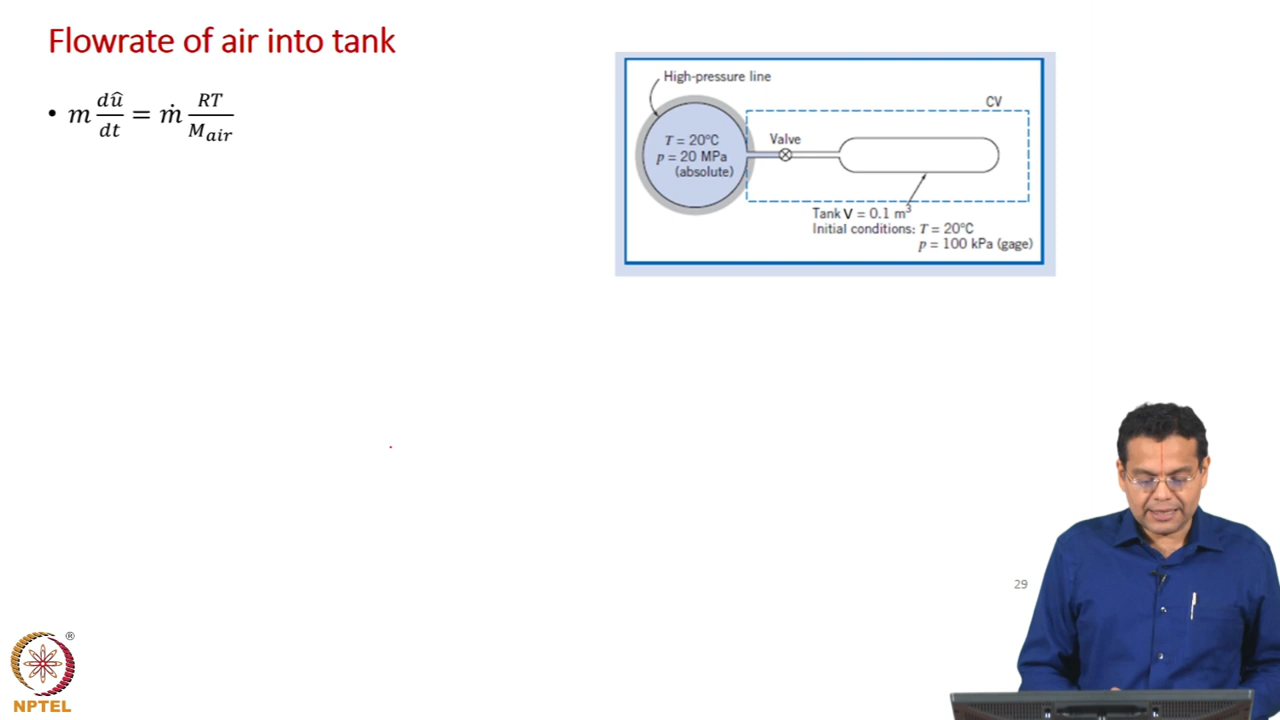 Flowrate of air into tank
• m dû/dt = ṁ RT/M_air
High-pressure line
CV
T = 20°C
p = 20 MPa
(absolute)
Valve
Tank V = 0.1 m³
Initial conditions: T = 20°C
p = 100 kPa (gage)
29
®
NPTEL